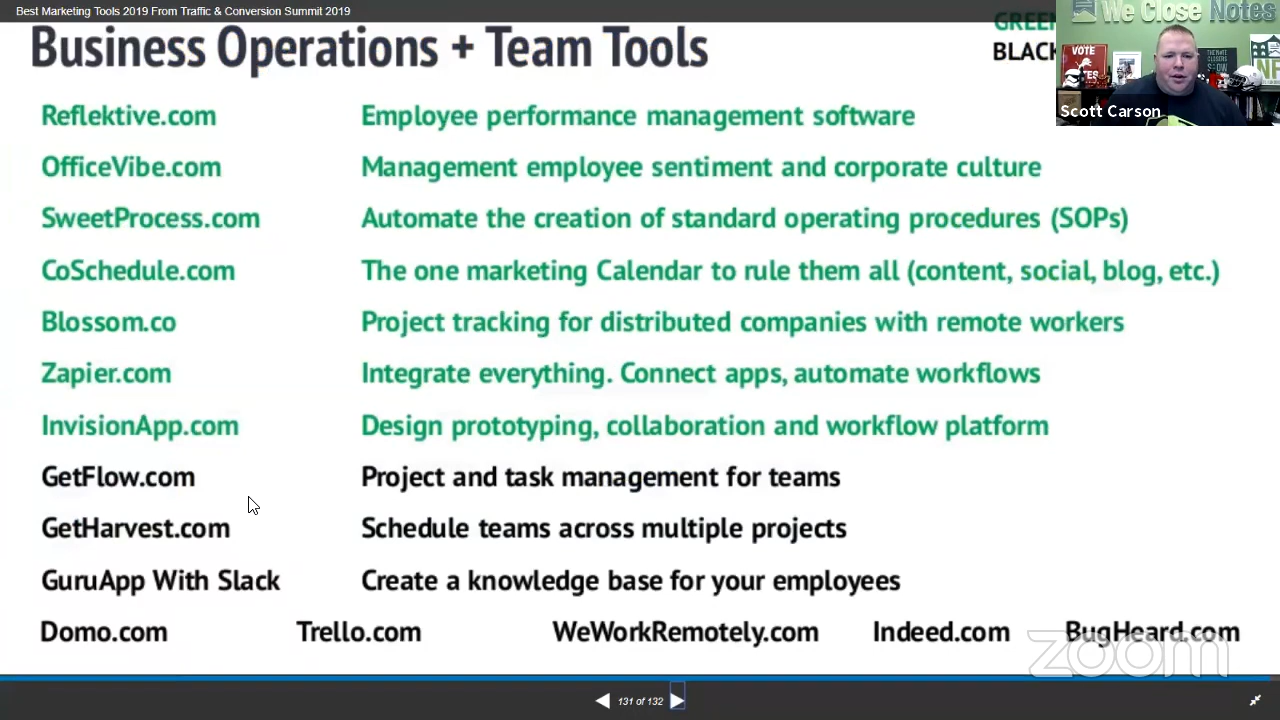 Best Marketing Tools 2019 From Traffic & Conversion Summit 2019
We Close Notes
Business Operations + Team Tools
GREEN
BLACK
VOTE
Scott Carson
Reflektive.com Employee performance management software
OfficeVibe.com Management employee sentiment and corporate culture
SweetProcess.com Automate the creation of standard operating procedures (SOPs)
CoSchedule.com The one marketing Calendar to rule them all (content, social, blog, etc.)
Blossom.co Project tracking for distributed companies with remote workers
Zapier.com Integrate everything. Connect apps, automate workflows
InvisionApp.com Design prototyping, collaboration and workflow platform
GetFlow.com Project and task management for teams
GetHarvest.com Schedule teams across multiple projects
GuruApp With Slack Create a knowledge base for your employees
Domo.com Trello.com WeWorkRemotely.com Indeed.com BugHeard.com
zoom
131 of 132